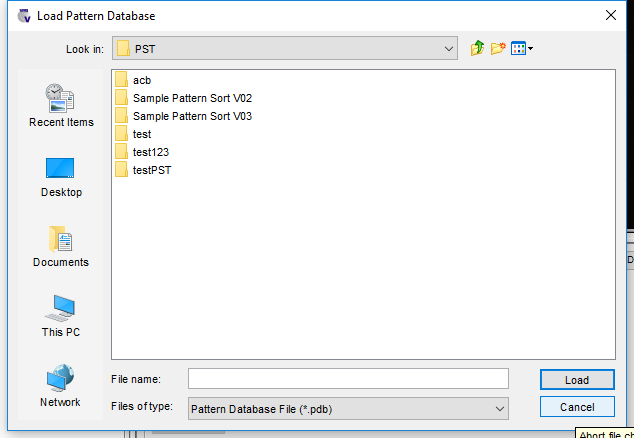 Load Pattern Database
Look in: PST
acb
Sample Pattern Sort V02
Sample Pattern Sort V03
test
test123
testPST
Recent Items
Desktop
Documents
This PC
Network
File name:
Load
Files of type: Pattern Database File (*.pdb)
Cancel
D
Abort file ch